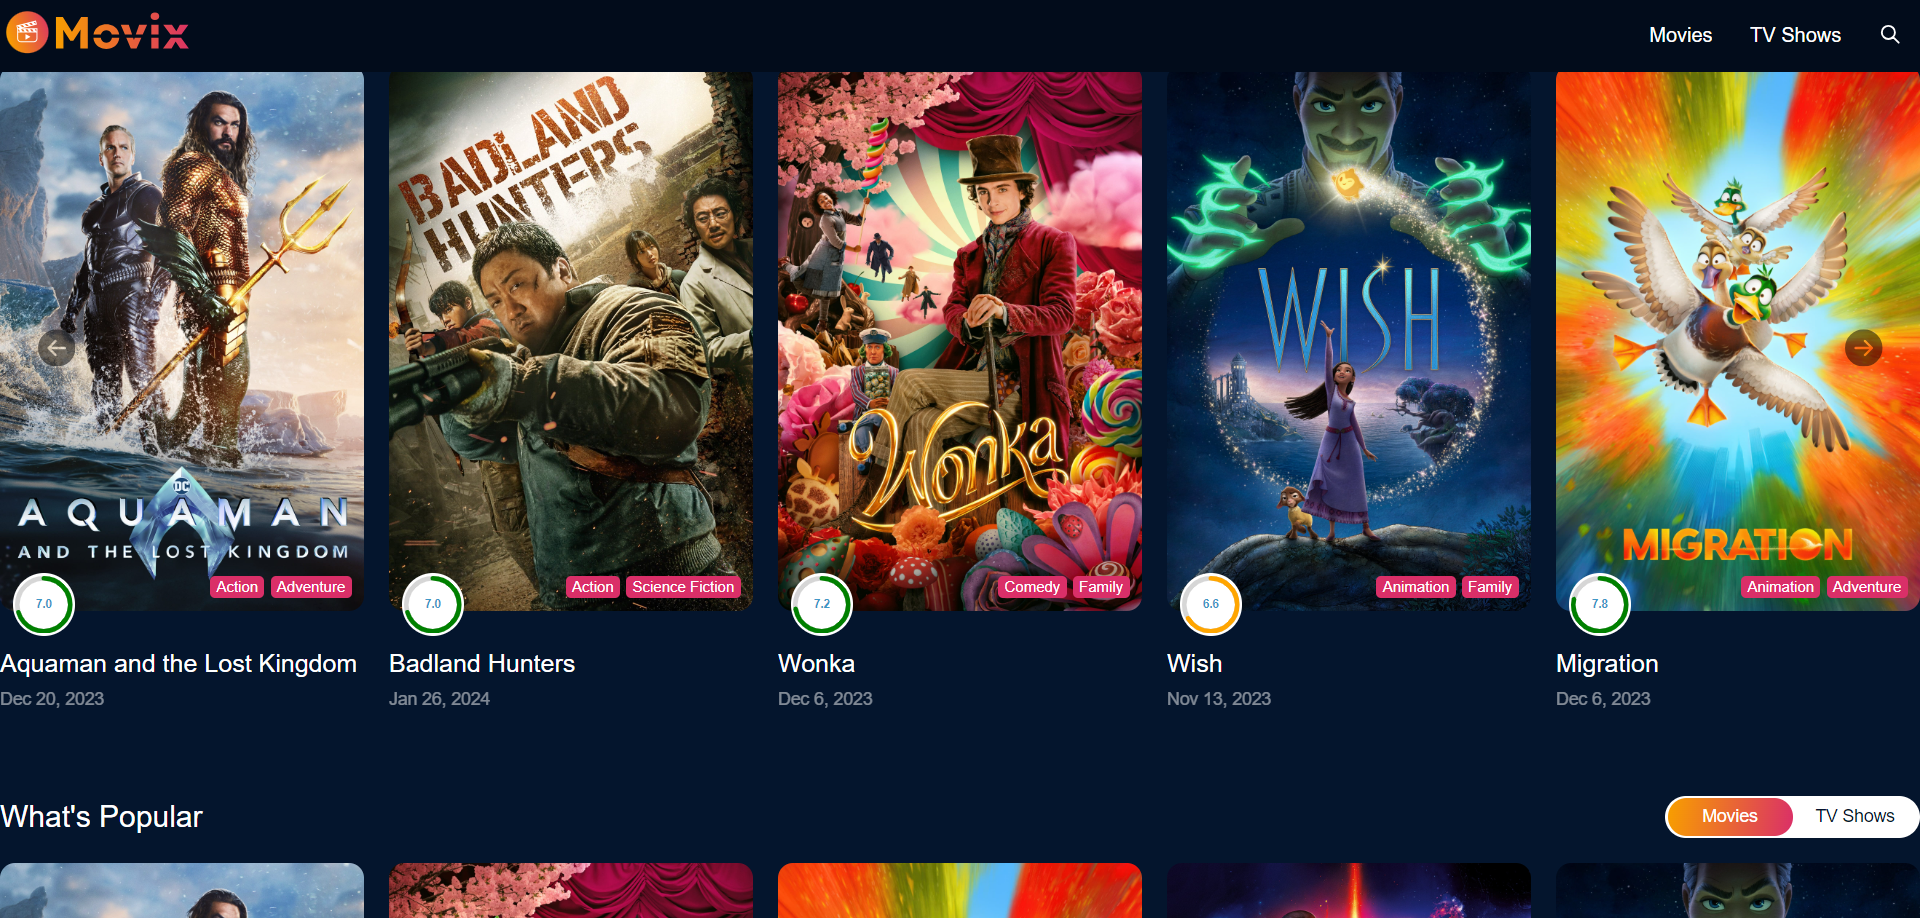 Movix
Movies
TV Shows
DC
AQUAMAN
AND THE LOST KINGDOM
7.0
Action
Adventure
Aquaman and the Lost Kingdom
Dec 20, 2023
BADLAND
HUNTERS
7.0
Action
Science Fiction
Badland Hunters
Jan 26, 2024
Wonka
7.2
Comedy
Family
Wonka
Dec 6, 2023
WISH
6.6
Animation
Family
Wish
Nov 13, 2023
MIGRATION
7.8
Animation
Adventure
Migration
Dec 6, 2023
What's Popular
Movies
TV Shows